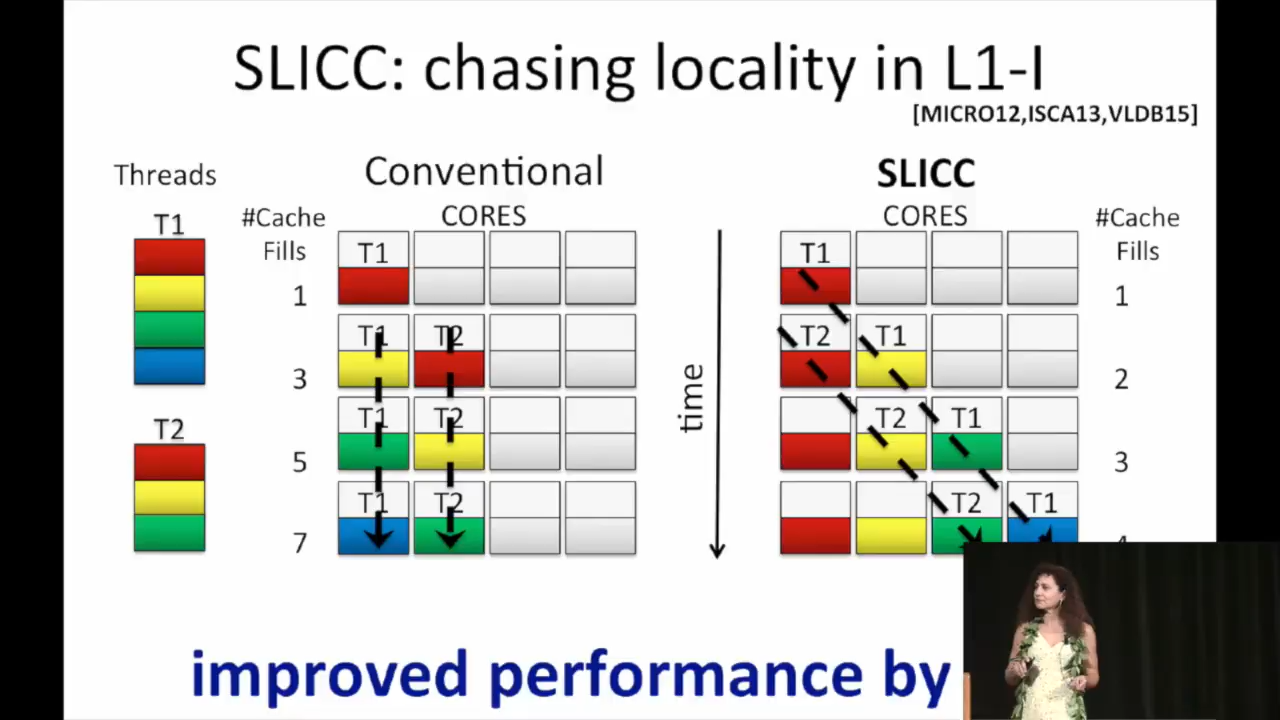 SLICC: chasing locality in L1-I
[MICRO12,ISCA13,VLDB15]
Threads
Conventional
SLICC
T1
#Cache
Fills
CORES
CORES
#Cache
Fills
T1
T1
1
1
T1 T2
T2 T1
3
2
T1 T2
T2 T1
T2
5
3
T1 T2
T2 T1
7
time
improved performance by